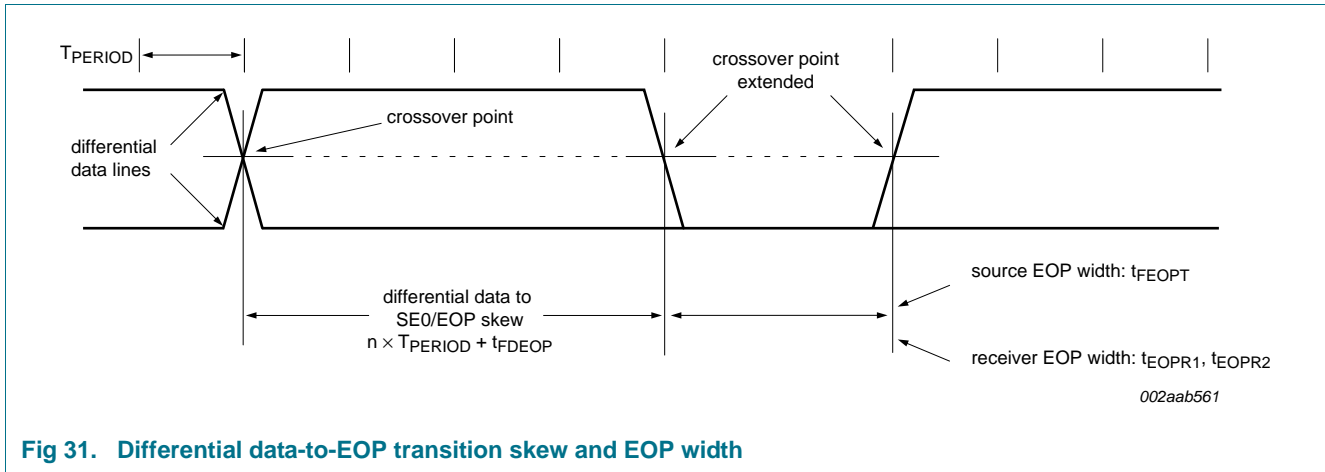 TPERIOD
crossover point
extended
crossover point
differential
data lines
source EOP width: tFEOPT
differential data to
SE0/EOP skew
n × TPERIOD + tFDEOP
receiver EOP width: tEOPR1, tEOPR2
002aab561
Fig 31. Differential data-to-EOP transition skew and EOP width